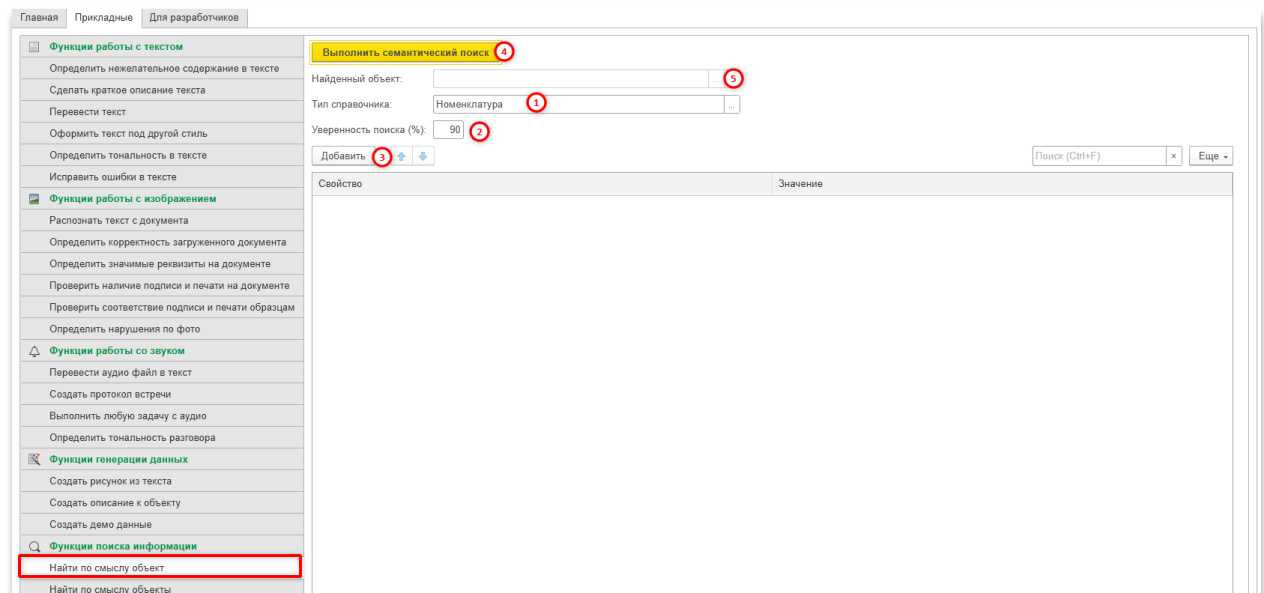 Главная Прикладные Для разработчиков
Функции работы с текстом
Определить нежелательное содержание в тексте
Сделать краткое описание текста
Перевести текст
Оформить текст под другой стиль
Определить тональность в тексте
Исправить ошибки в тексте
Функции работы с изображением
Распознать текст с документа
Определить корректность загруженного документа
Определить значимые реквизиты на документе
Проверить наличие подписи и печати на документе
Проверить соответствие подписи и печати образцам
Определить нарушения по фото
Функции работы со звуком
Перевести аудио файл в текст
Создать протокол встречи
Выполнить любую задачу с аудио
Определить тональность разговора
Функции генерации данных
Создать рисунок из текста
Создать описание к объекту
Создать демо данные
Функции поиска информации
Найти по смыслу объект
Найти по смыслу объекты
Выполнить семантический поиск 4
Найденный объект: ... 5
Тип справочника: Номенклатура 1 ...
Уверенность поиска (%): 90 2
Добавить 3 Поиск (Ctrl+F) × Еще
Свойство Значение